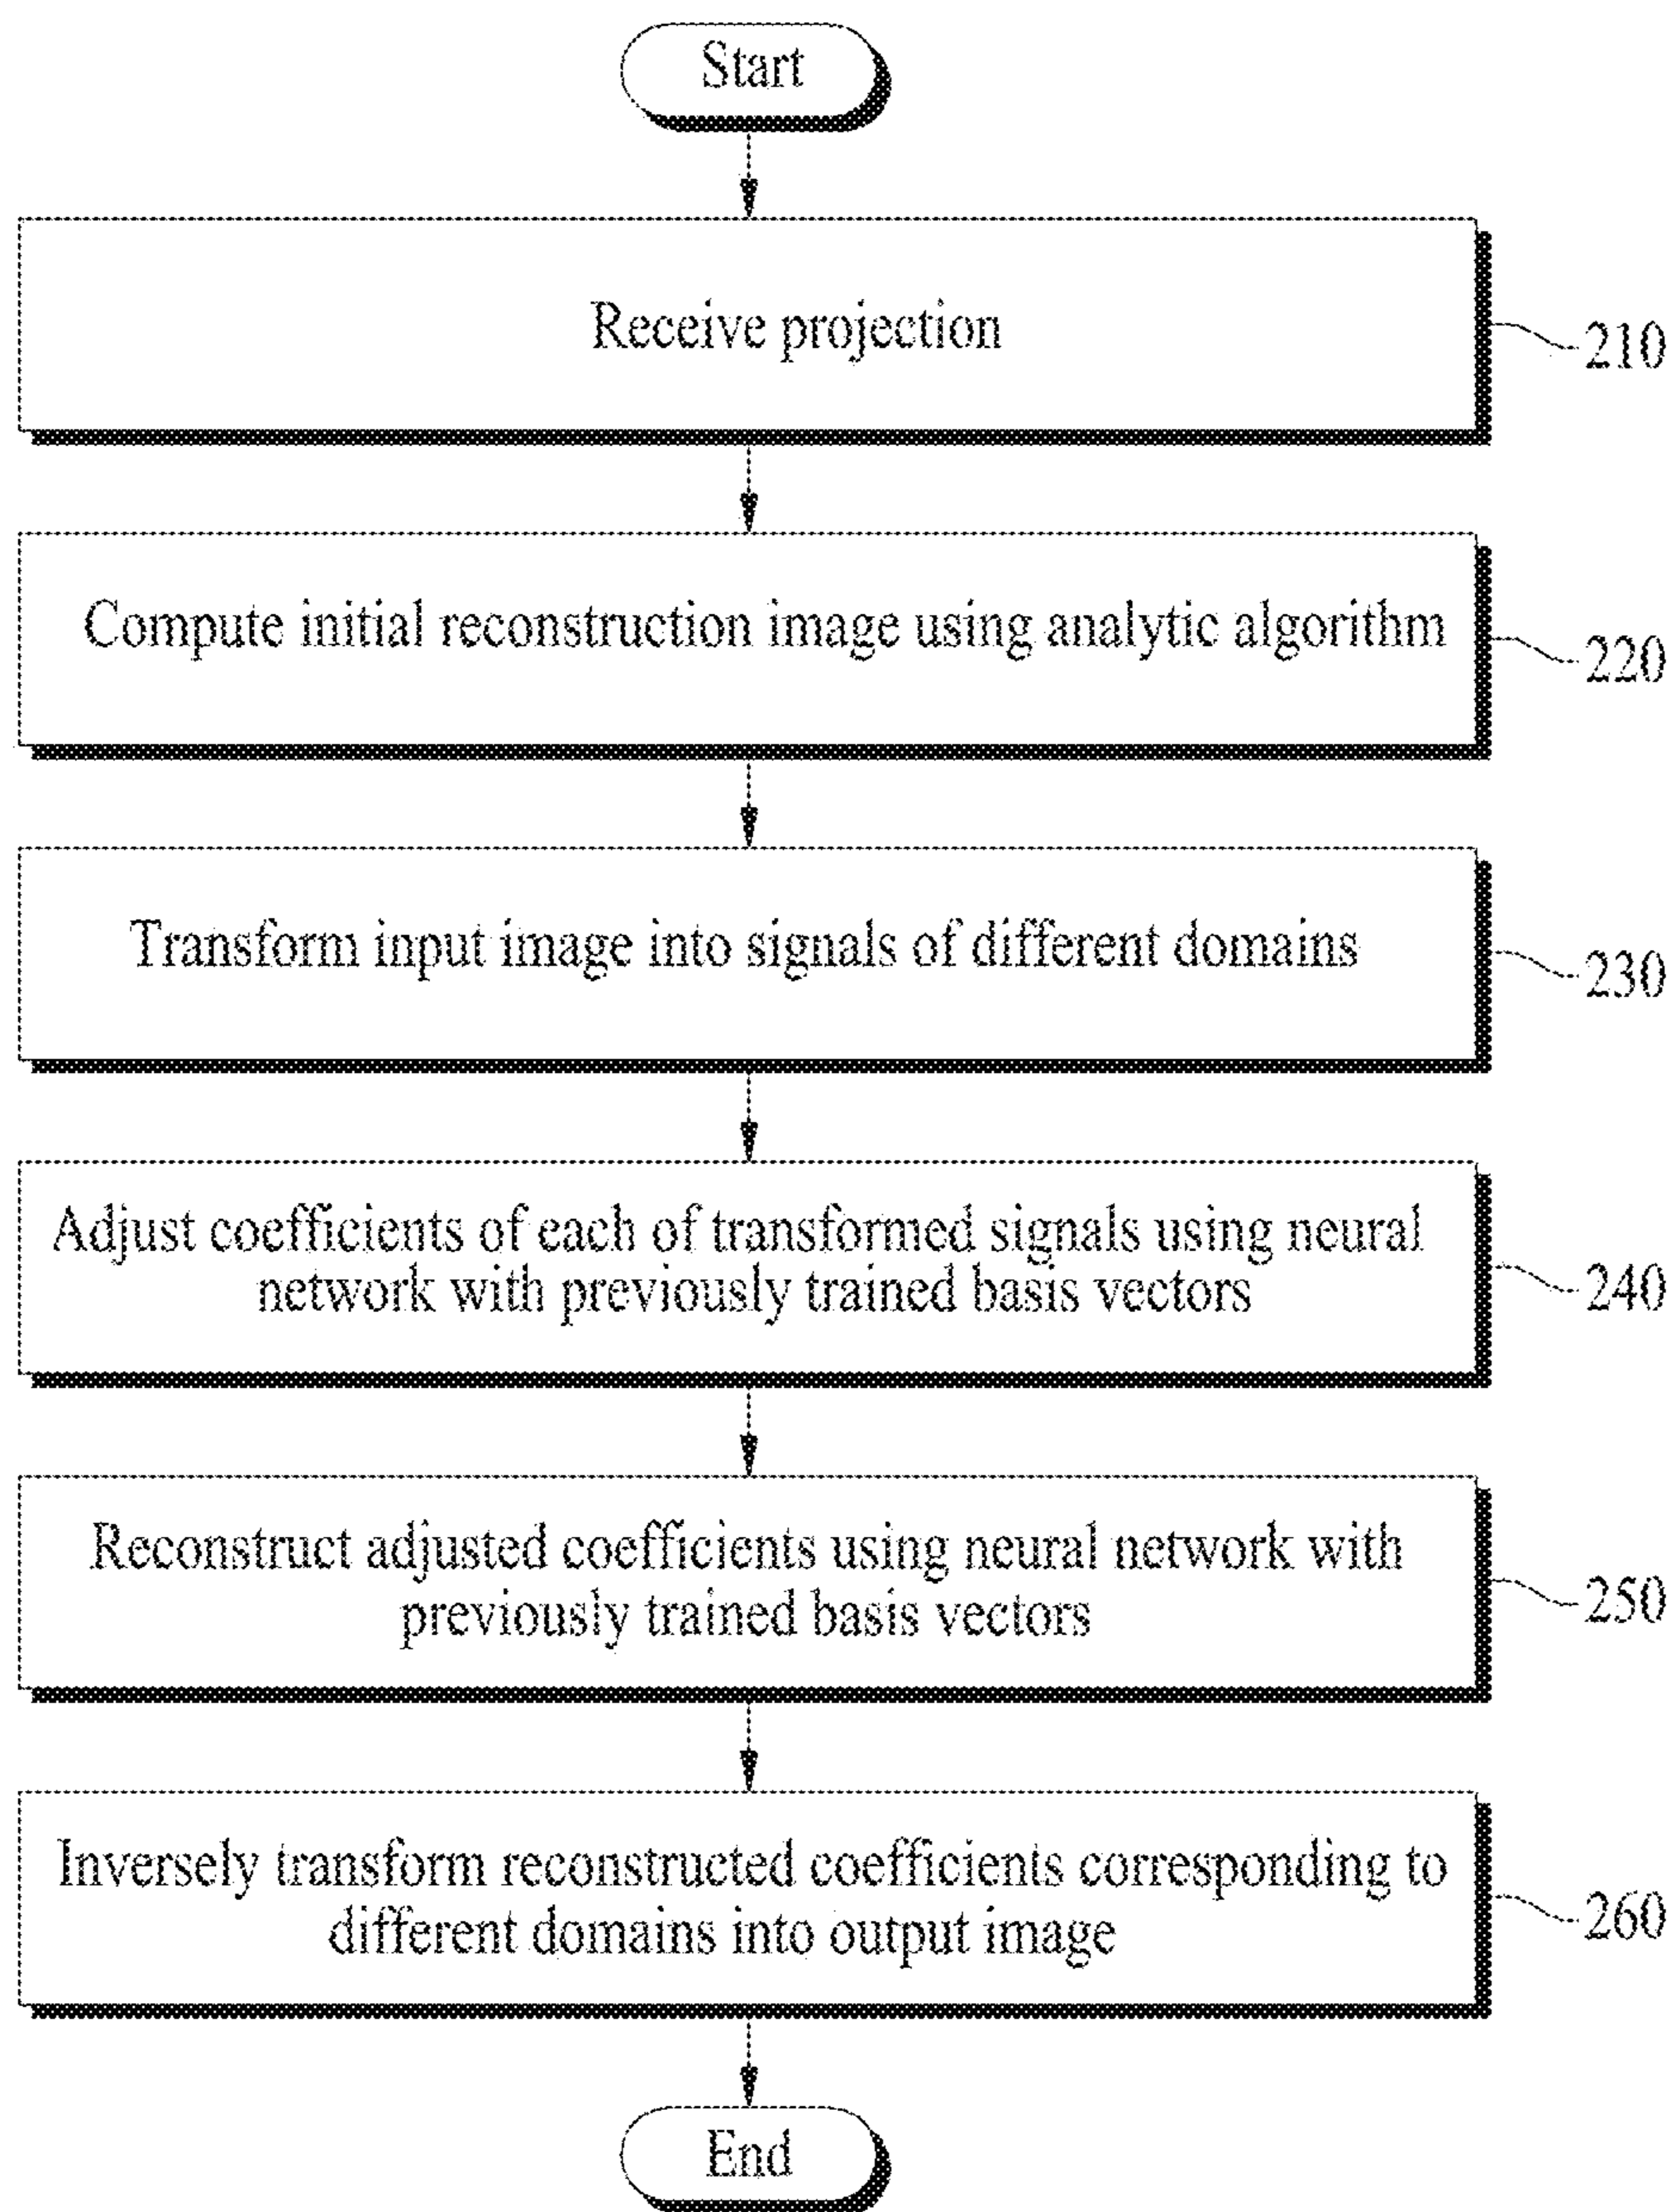 Start
Receive projection
210
Compute initial reconstruction image using analytic algorithm
220
Transform input image into signals of different domains
230
Adjust coefficients of each of transformed signals using neural
network with previously trained basis vectors
240
Reconstruct adjusted coefficients using neural network with
previously trained basis vectors
250
Inversely transform reconstructed coefficients corresponding to
different domains into output image
260
End